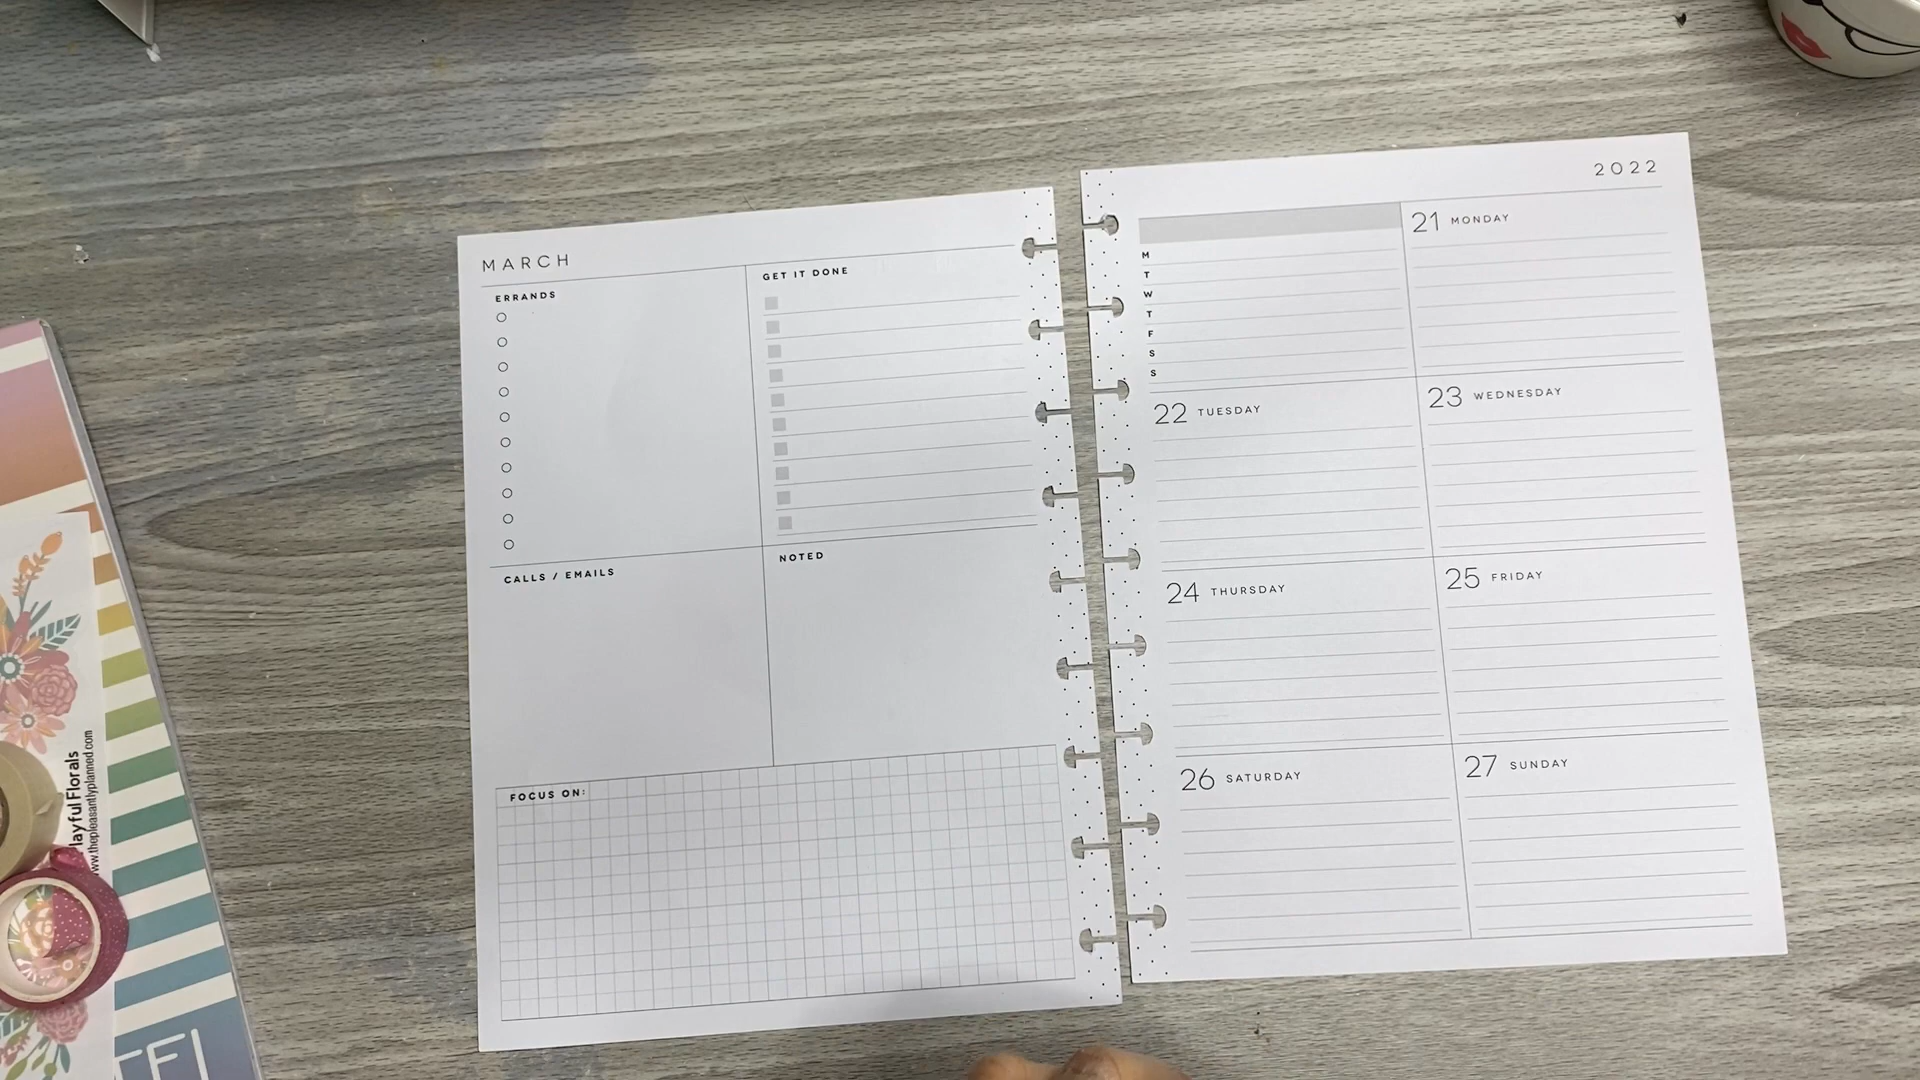 MARCH
ERRANDS
GET IT DONE
CALLS / EMAILS
NOTED
FOCUS ON:
2022
M
T
W
T
F
S
S
21 MONDAY
22 TUESDAY
23 WEDNESDAY
24 THURSDAY
25 FRIDAY
26 SATURDAY
27 SUNDAY
layful Florals
www.thepleasantlyplanned.com